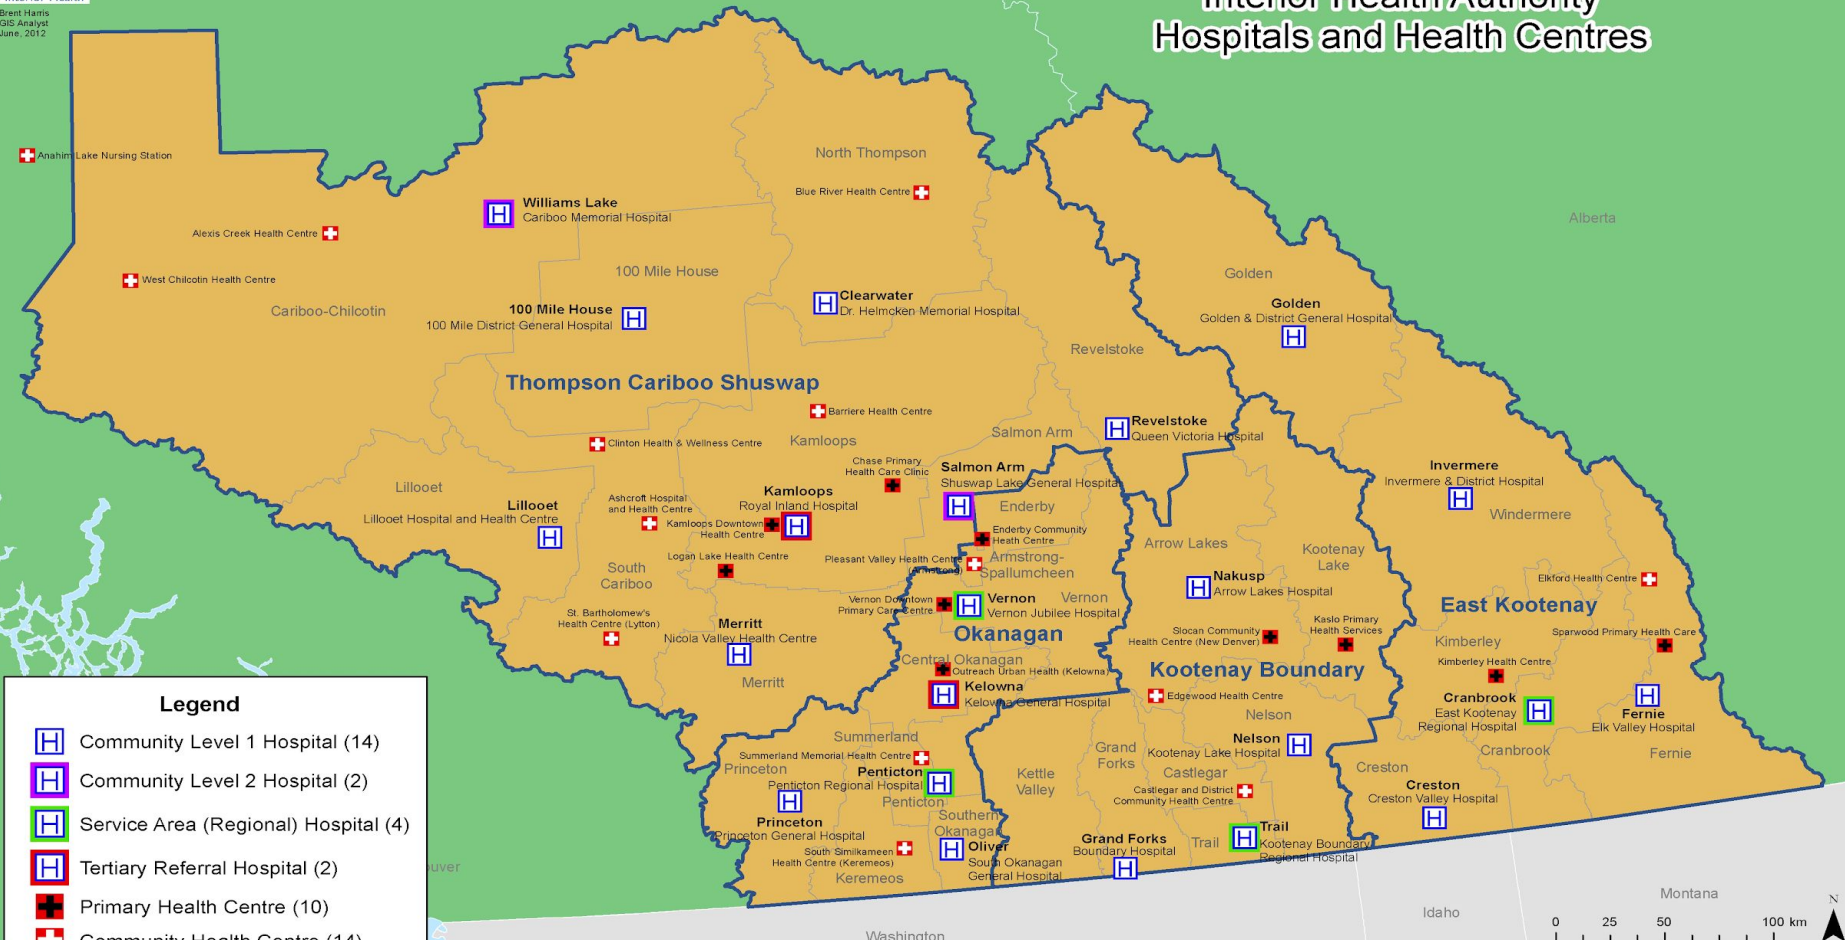 Brent Harris
GIS Analyst
June, 2012
Interior Health Authority
Hospitals and Health Centres
Anahim Lake Nursing Station
North Thompson
Blue River Health Centre
Williams Lake
Cariboo Memorial Hospital
Alexis Creek Health Centre
Alberta
West Chilcotin Health Centre
100 Mile House
Golden
Cariboo-Chilcotin
100 Mile House
100 Mile District General Hospital
Clearwater
Dr. Helmcken Memorial Hospital
Golden
Golden & District General Hospital
Revelstoke
Thompson Cariboo Shuswap
Barriere Health Centre
Revelstoke
Queen Victoria Hospital
Clinton Health & Wellness Centre
Kamloops
Salmon Arm
Chase Primary
Health Care Clinic
Salmon Arm
Shuswap Lake General Hospital
Invermere
Invermere & District Hospital
Lillooet
Kamloops
Royal Inland Hospital
Ashcroft Hospital
and Health Centre
Lillooet
Lillooet Hospital and Health Centre
Enderby
Windermere
Kamloops Downtown
Health Centre
Enderby Community
Heath Centre
Arrow Lakes
Kootenay
Lake
Logan Lake Health Centre
Pleasant Valley Health Centre
(Armstrong)
Armstrong-
Spallumcheen
South
Cariboo
Nakusp
Arrow Lakes Hospital
Elkford Health Centre
East Kootenay
Vernon Downtown
Primary Care Centre
Vernon
Vernon Jubilee Hospital
Vernon
St. Bartholomew's
Health Centre (Lytton)
Merritt
Nicola Valley Health Centre
Okanagan
Slocan Community
Health Centre (New Denver)
Kaslo Primary
Health Services
Kimberley
Sparwood Primary Health Care
Central Okanagan
Outreach Urban Health (Kelowna)
Kootenay Boundary
Kimberley Health Centre
Merritt
Kelowna
Kelowna General Hospital
Edgewood Health Centre
Cranbrook
East Kootenay
Regional Hospital
Fernie
Elk Valley Hospital
Nelson
Summerland
Nelson
Kootenay Lake Hospital
Cranbrook
Fernie
Summerland Memorial Health Centre
Princeton
Penticton
Penticton Regional Hospital
Penticton
Kettle
Valley
Grand
Forks
Castlegar
Creston
Castlegar and District
Community Health Centre
Creston
Creston Valley Hospital
Princeton
Princeton General Hospital
Southern
Okanagan
South Similkameen
Health Centre (Keremeos)
Oliver
South Okanagan
General Hospital
Grand Forks
Boundary Hospital
Trail
Trail
Kootenay Boundary
Regional Hospital
Keremeos
Washington
Idaho
Montana
ouver
Legend
H Community Level 1 Hospital (14)
H Community Level 2 Hospital (2)
H Service Area (Regional) Hospital (4)
H Tertiary Referral Hospital (2)
Primary Health Centre (10)
Community Health Centre (14)
N
0 25 50 100 km